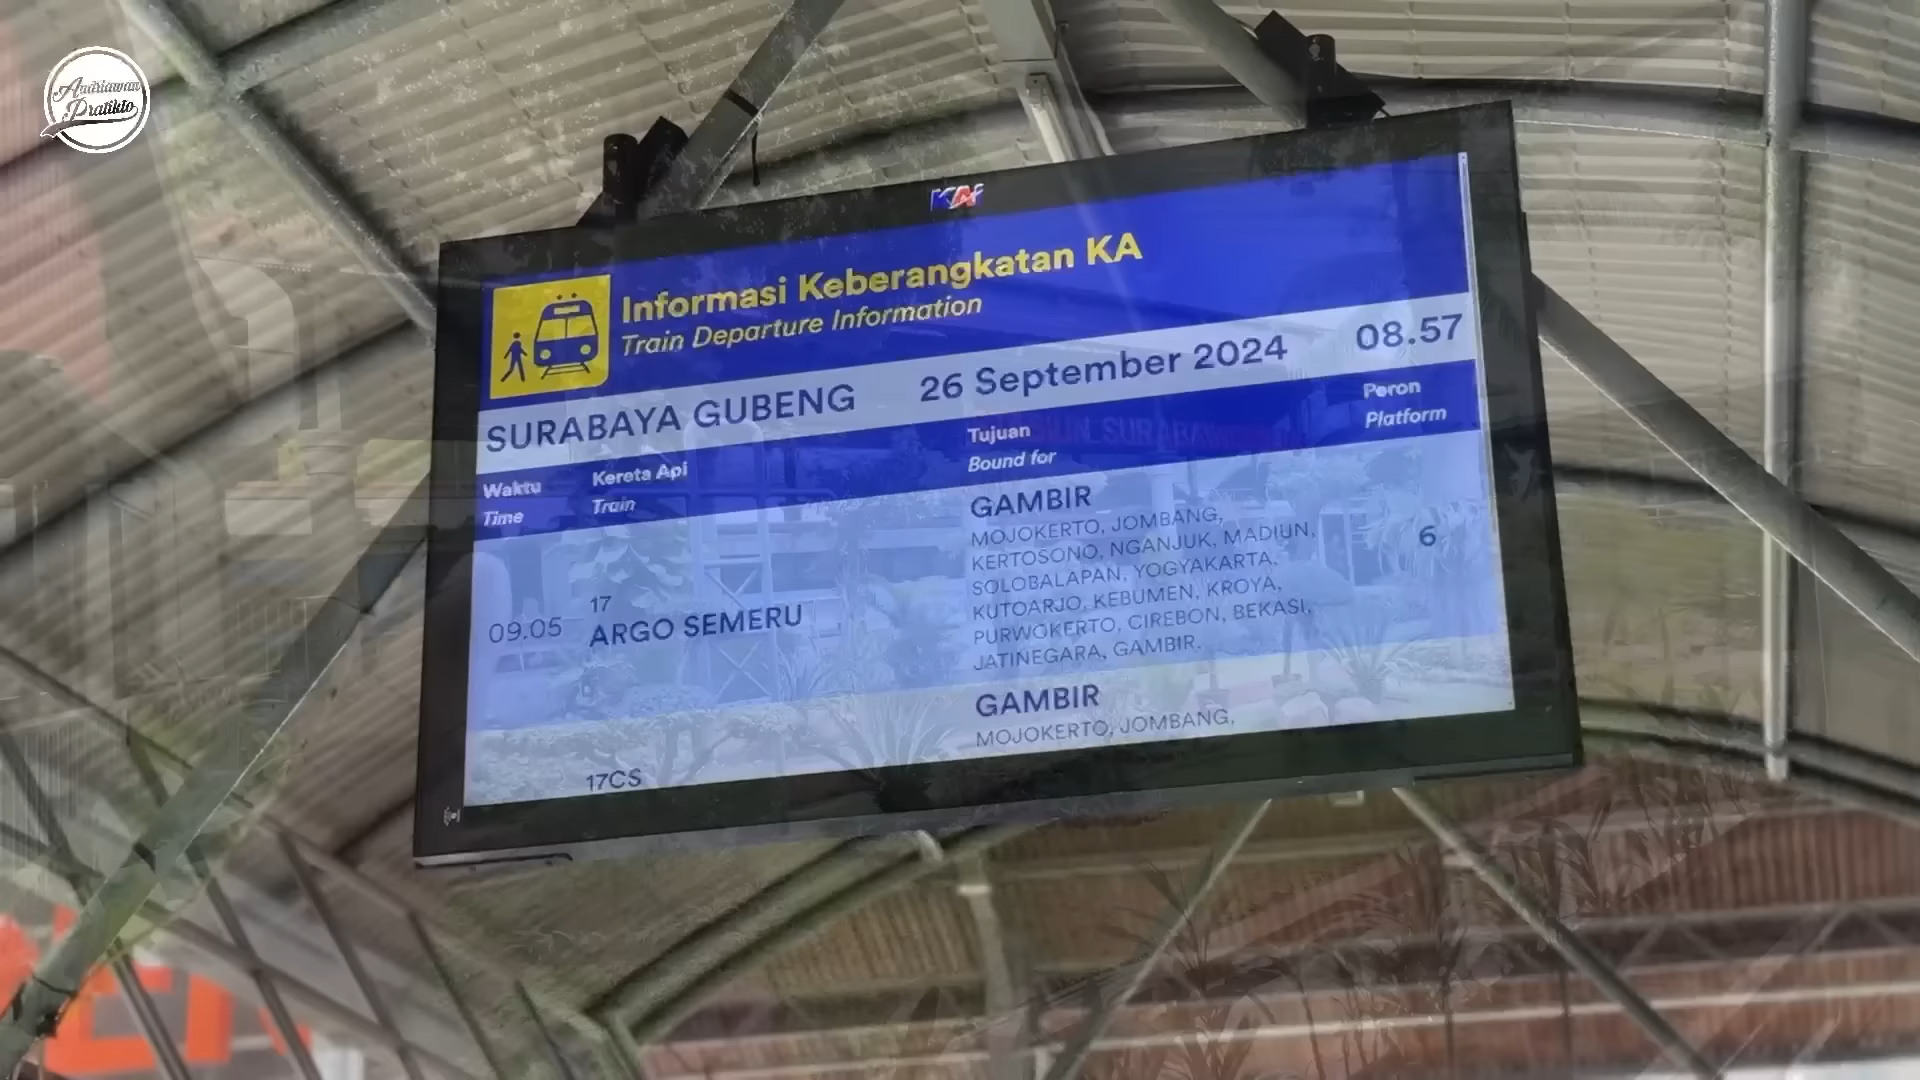 Andriawan
Pratikto
KAI
Informasi Keberangkatan KA
Train Departure Information
SURABAYA GUBENG 26 September 2024 08.57
Waktu Kereta Api Tujuan Peron
Time Train Bound for Platform
GAMBIR
MOJOKERTO, JOMBANG,
KERTOSONO, NGANJUK, MADIUN,
SOLOBALAPAN, YOGYAKARTA,
KUTOARJO, KEBUMEN, KROYA,
PURWOKERTO, CIREBON, BEKASI,
JATINEGARA, GAMBIR.
6
09.05
17
ARGO SEMERU
GAMBIR
MOJOKERTO, JOMBANG,
17CS